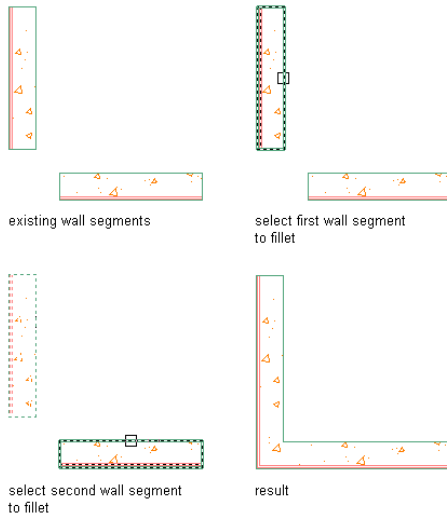 existing wall segments
select first wall segment
to fillet
select second wall segment
to fillet
result